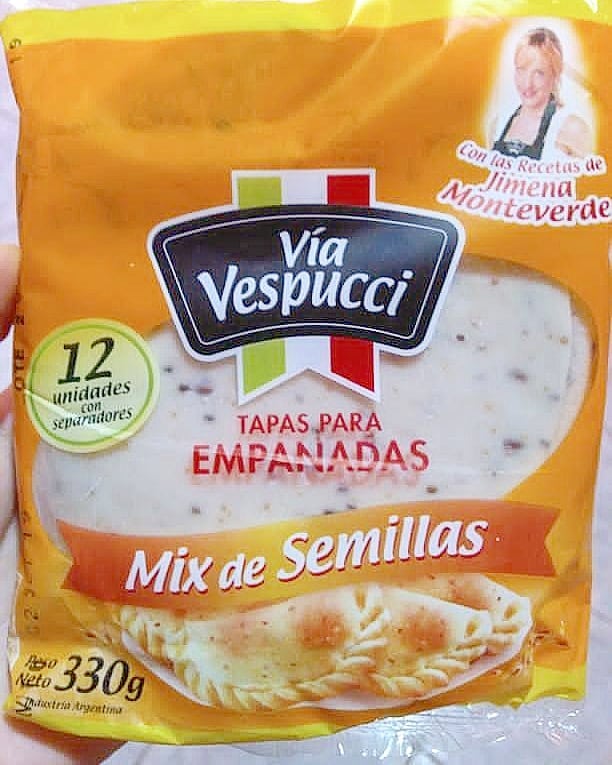 Con las Recetas de
Jimena
Monteverde
Vía
Vespucci
12
unidades
con
separadores
TAPAS PARA
EMPANADAS
Mix de Semillas
Peso
Neto 330g
Industria Argentina